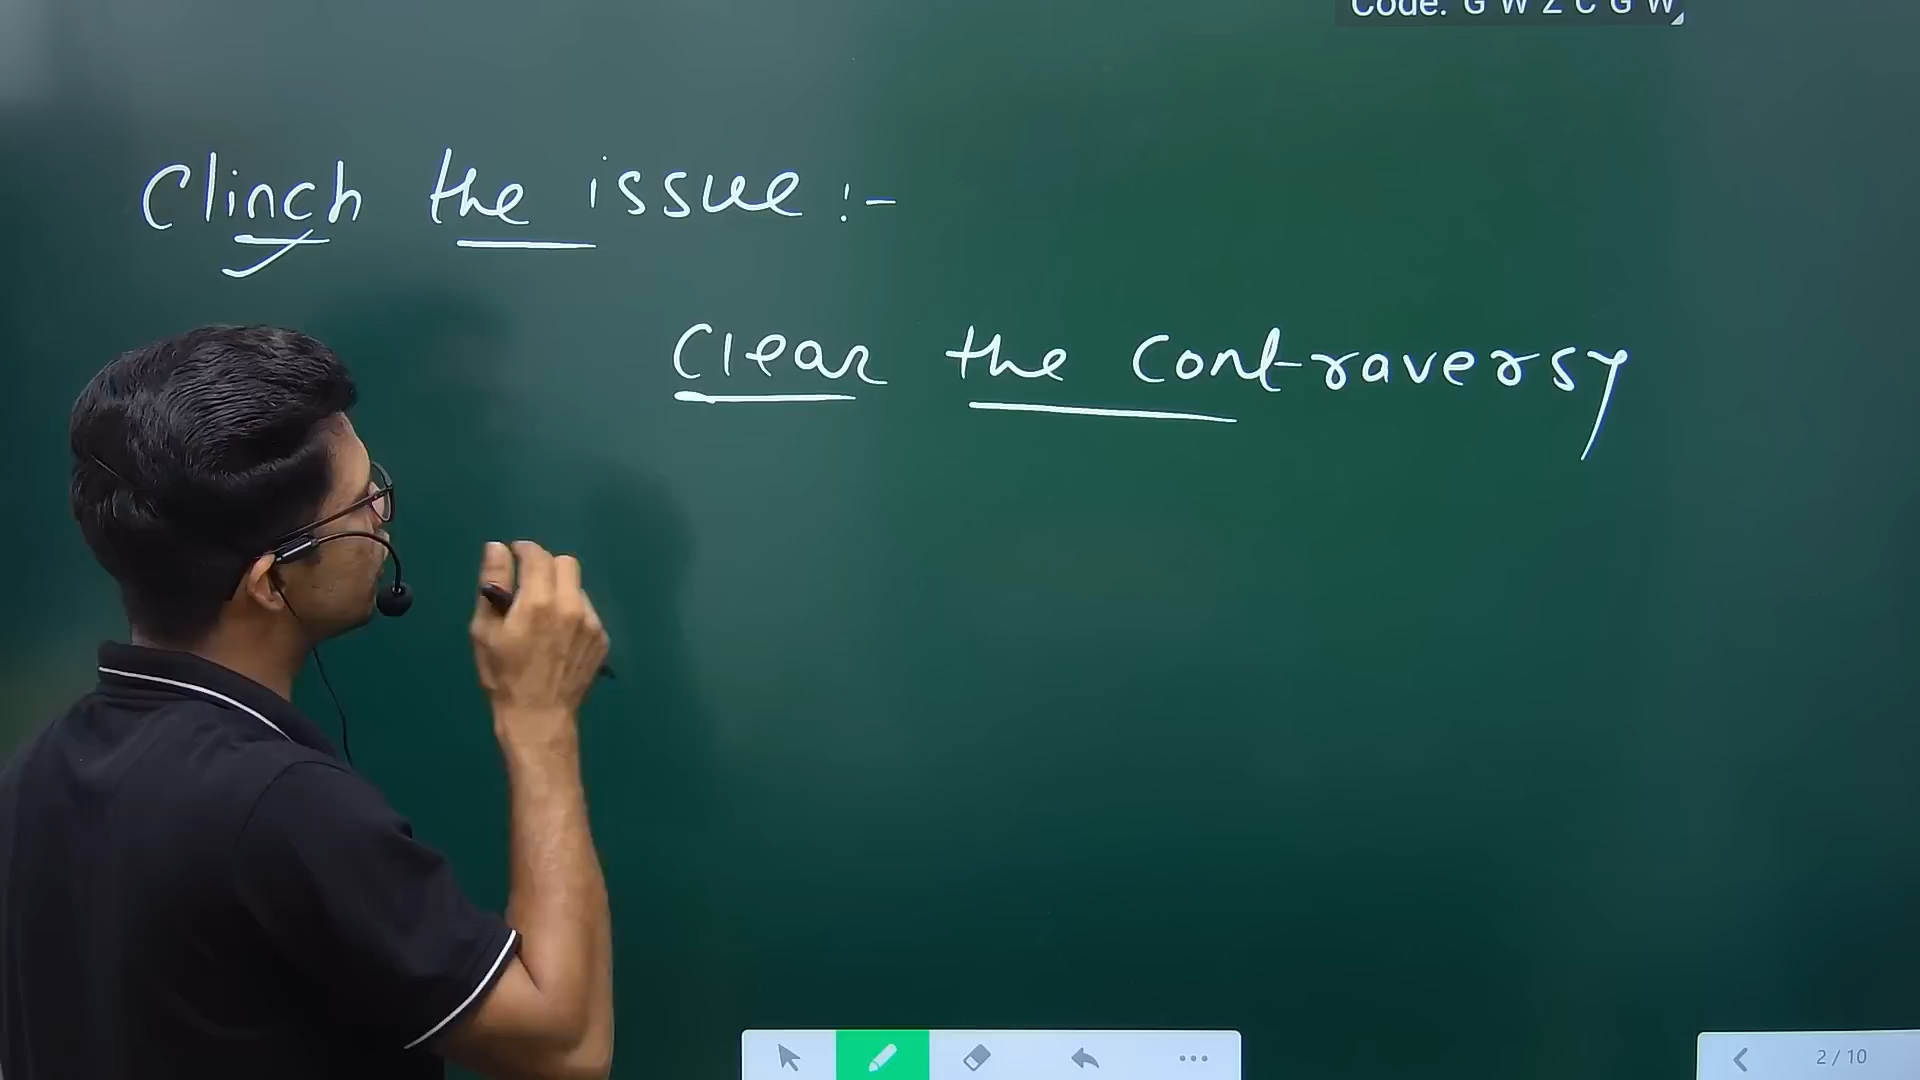 Code: G W Z C G W
Clinch the issue :-
Clear the contraversy
2 / 10